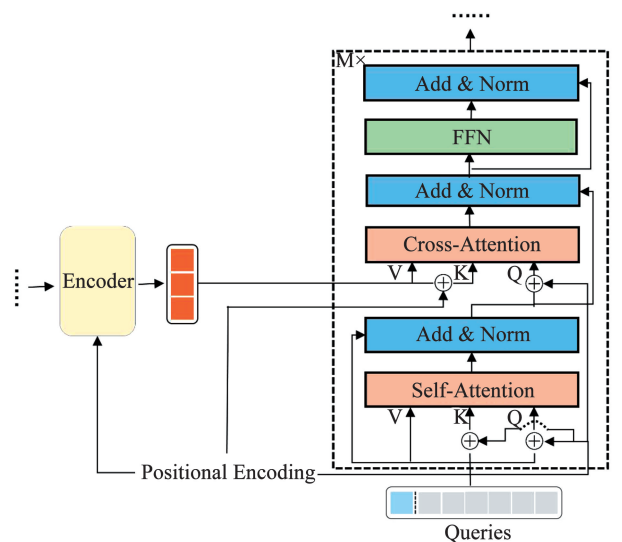 ......
M×
Add & Norm
FFN
Add & Norm
Cross-Attention
V
K
Q
Encoder
Add & Norm
Self-Attention
V
K
Q
Positional Encoding
Queries